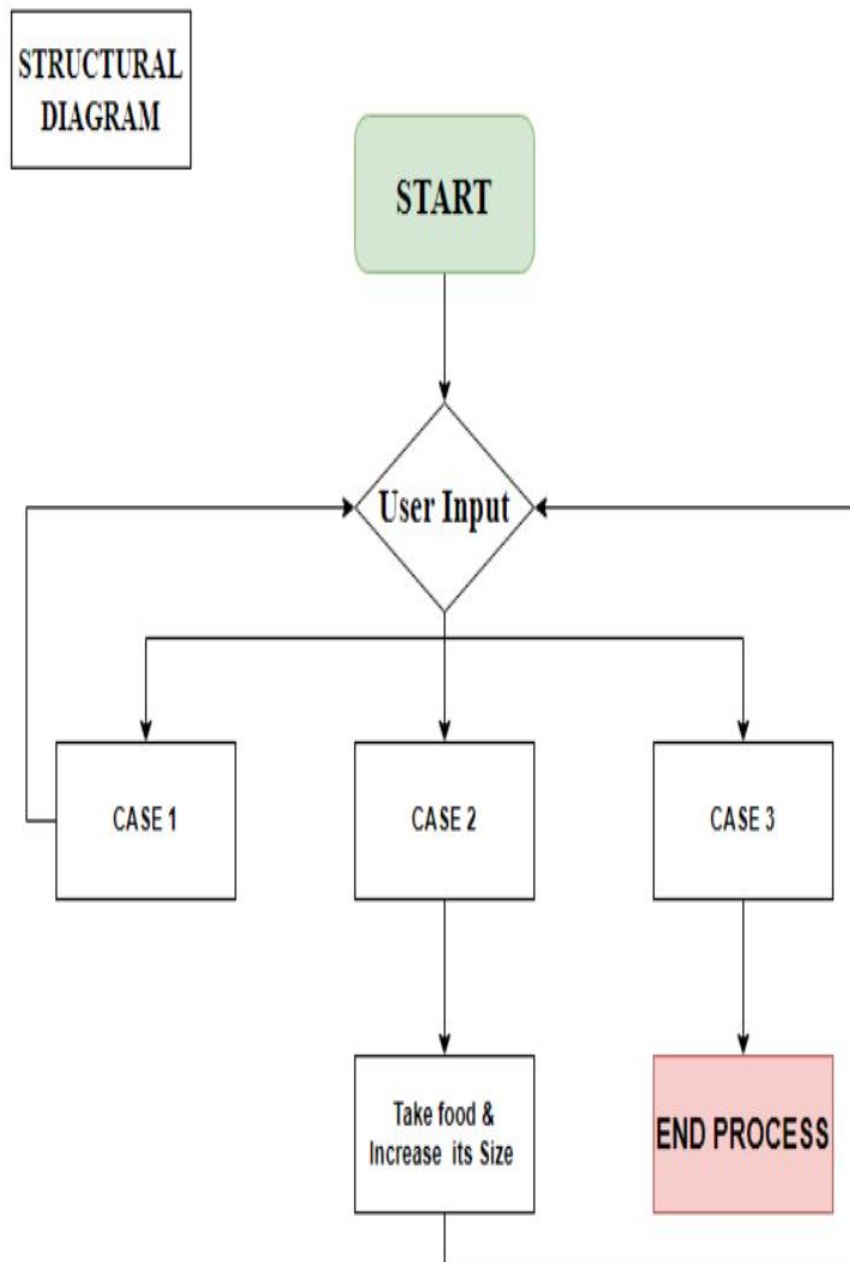 STRUCTURAL
DIAGRAM
START
User Input
CASE 1
CASE 2
CASE 3
Take food &
Increase its Size
END PROCESS